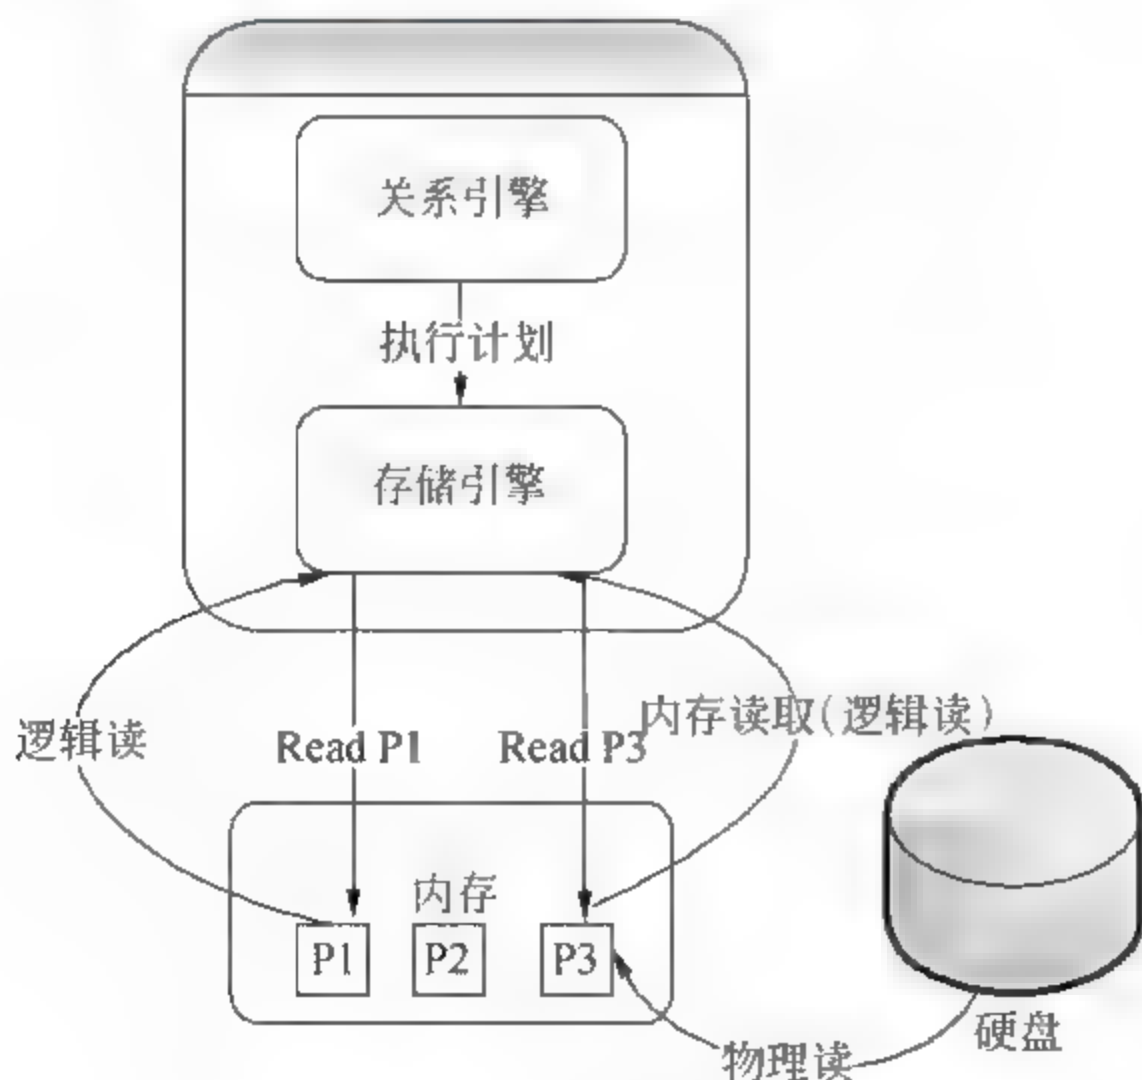 关系引擎
执行计划
存储引擎
逻辑读
Read P1
Read P3
内存读取(逻辑读)
内存
P1
P2
P3
硬盘
物理读